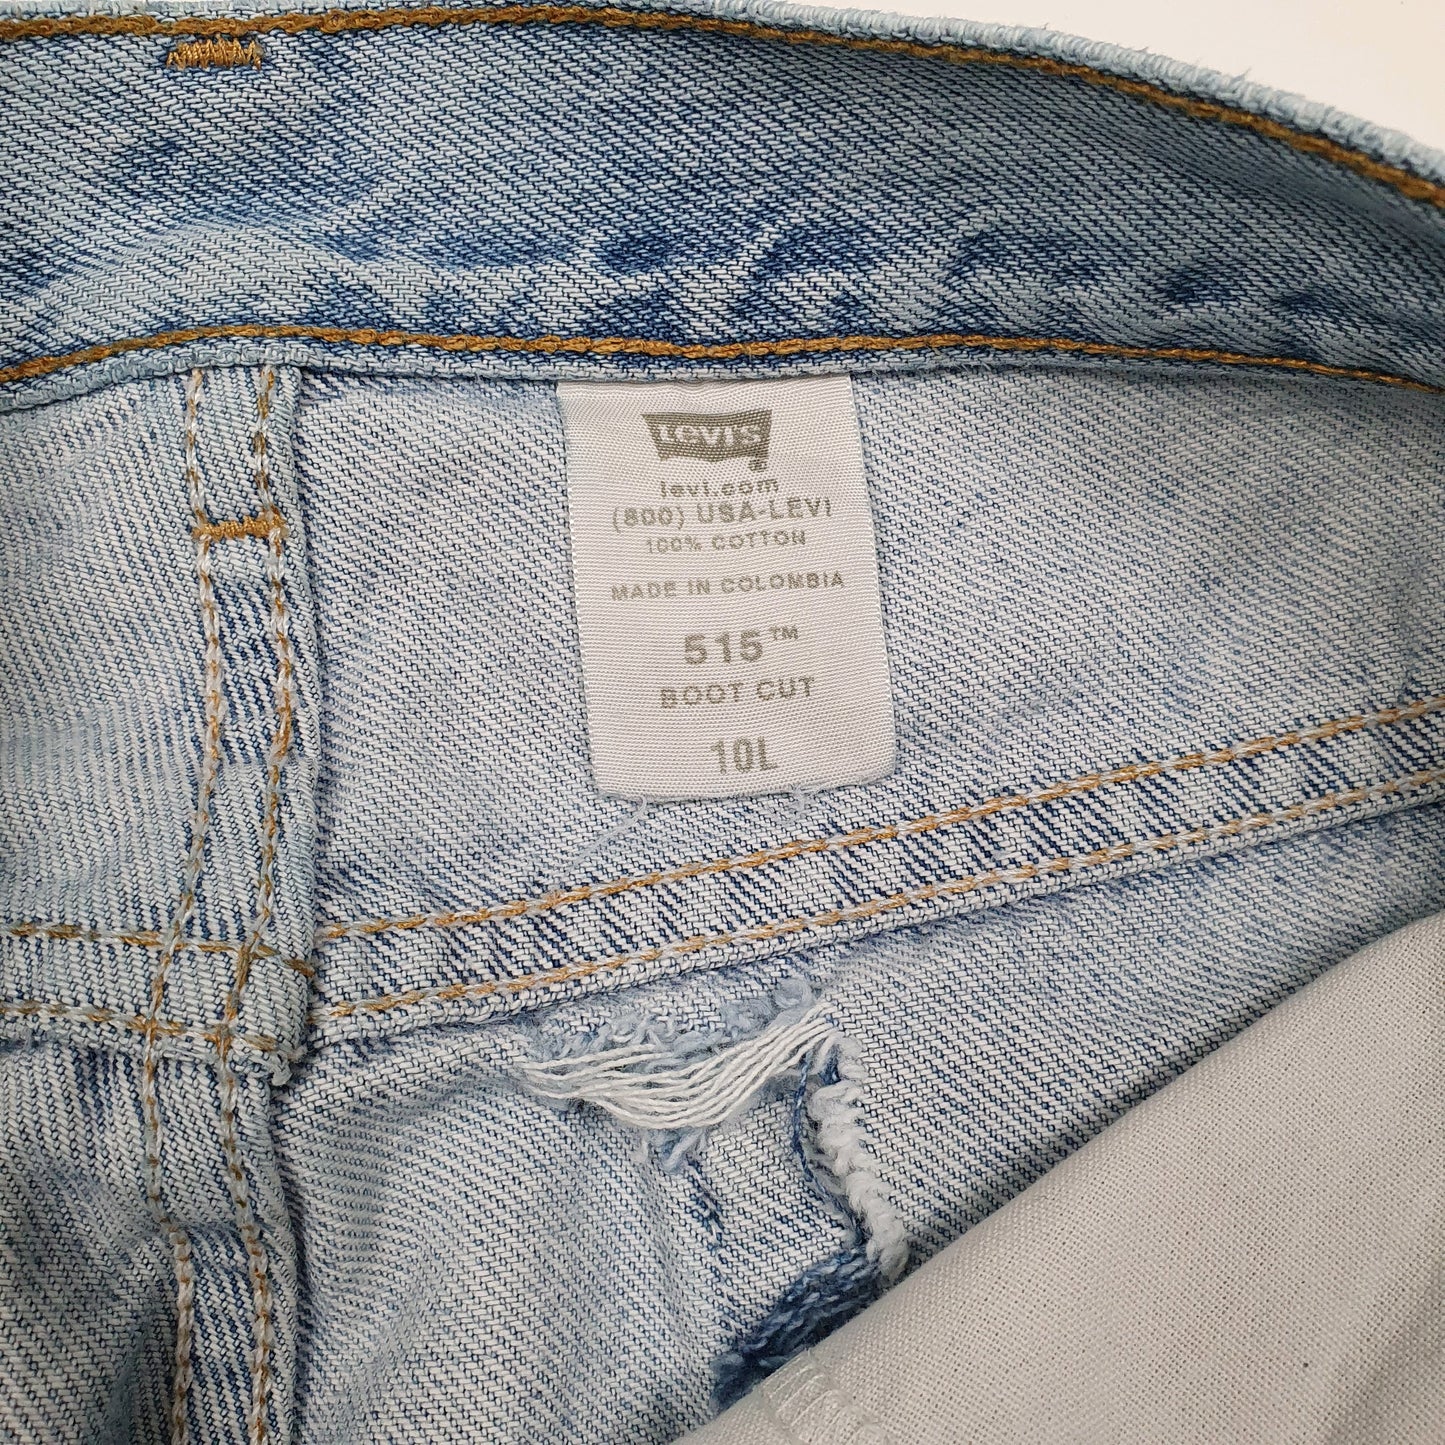 LEVI'S
levi.com
(800) USA-LEVI
100% COTTON
MADE IN COLOMBIA
515™
BOOT CUT
10L